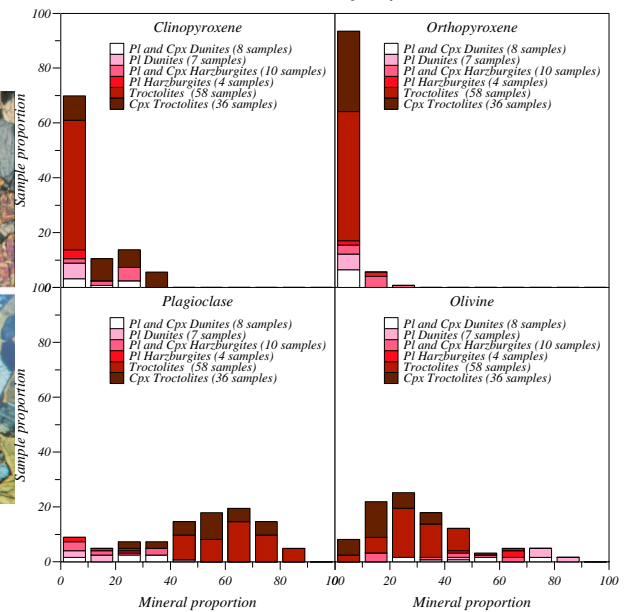 Clinopyroxene
Pl and Cpx Dunites (8 samples)
Pl Dunites (7 samples)
Pl and Cpx Harzburgites (10 samples)
Pl Harzburgites (4 samples)
Troctolites (58 samples)
Cpx Troctolites (36 samples)
100
80
60
40
20
Sample proportion
Orthopyroxene
Pl and Cpx Dunites (8 samples)
Pl Dunites (7 samples)
Pl and Cpx Harzburgites (10 samples)
Pl Harzburgites (4 samples)
Troctolites (58 samples)
Cpx Troctolites (36 samples)
Plagioclase
Pl and Cpx Dunites (8 samples)
Pl Dunites (7 samples)
Pl and Cpx Harzburgites (10 samples)
Pl Harzburgites (4 samples)
Troctolites (58 samples)
Cpx Troctolites (36 samples)
80
60
40
20
0
Sample proportion
0 20 40 60 80
Mineral proportion
Olivine
Pl and Cpx Dunites (8 samples)
Pl Dunites (7 samples)
Pl and Cpx Harzburgites (10 samples)
Pl Harzburgites (4 samples)
Troctolites (58 samples)
Cpx Troctolites (36 samples)
20 40 60 80 100
Mineral proportion